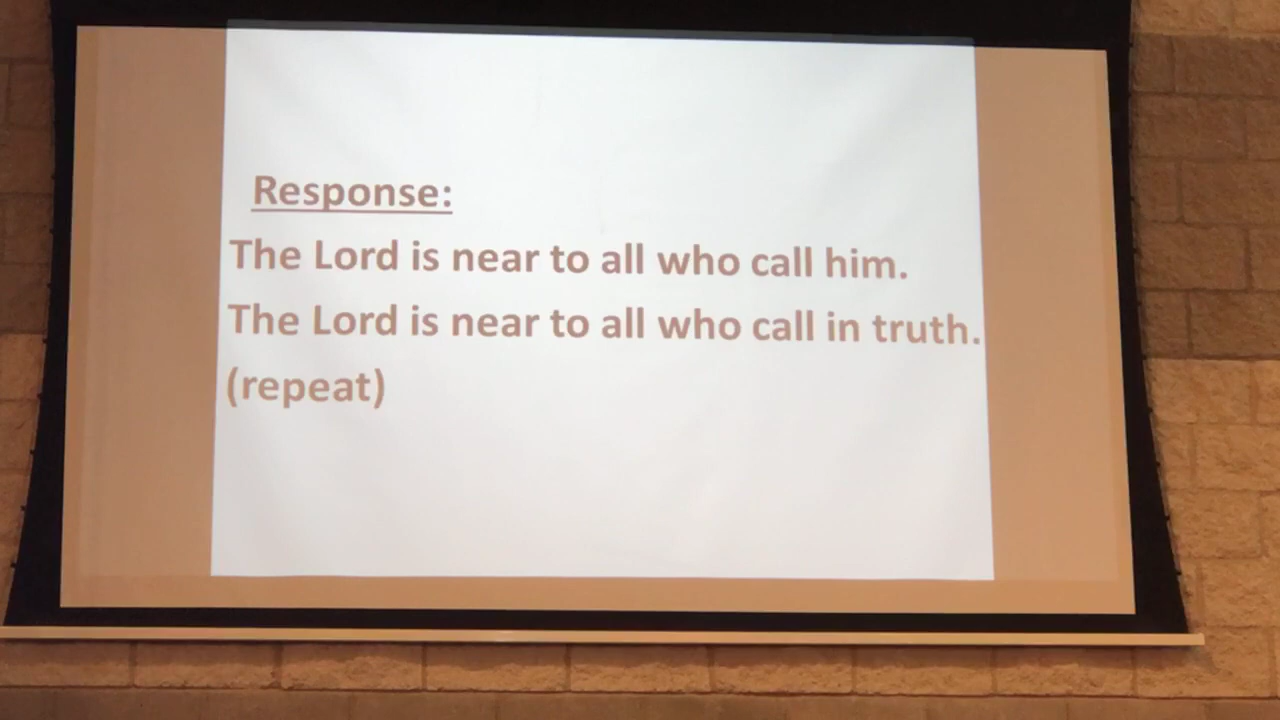 Response:
The Lord is near to all who call him.
The Lord is near to all who call in truth.
(repeat)